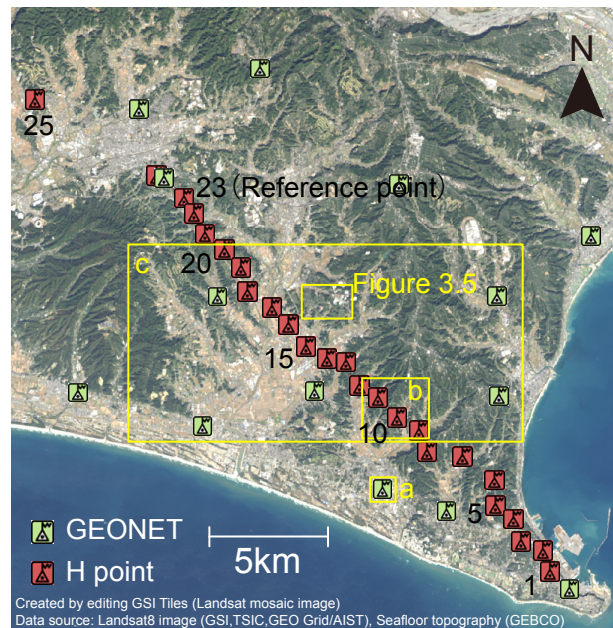 N
25
23(Reference point)
20
c
Figure 3.5
15
b
10
a
5
GEONET
H point
5km
1
Created by editing GSI Tiles (Landsat mosaic image)
Data source: Landsat8 image (GSI,TSIC,GEO Grid/AIST), Seafloor topography (GEBCO)